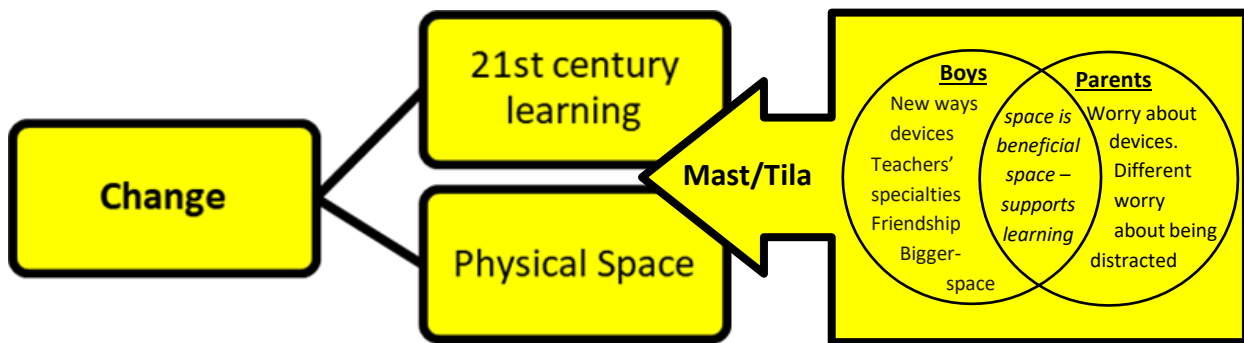 Change
21st century
learning
Physical Space
Mast/Tila
Boys
New ways
devices
Teachers’
specialties
Friendship
Bigger-
space
space is
beneficial
space –
supports
learning
Parents
Worry about
devices.
Different
worry
about being
distracted